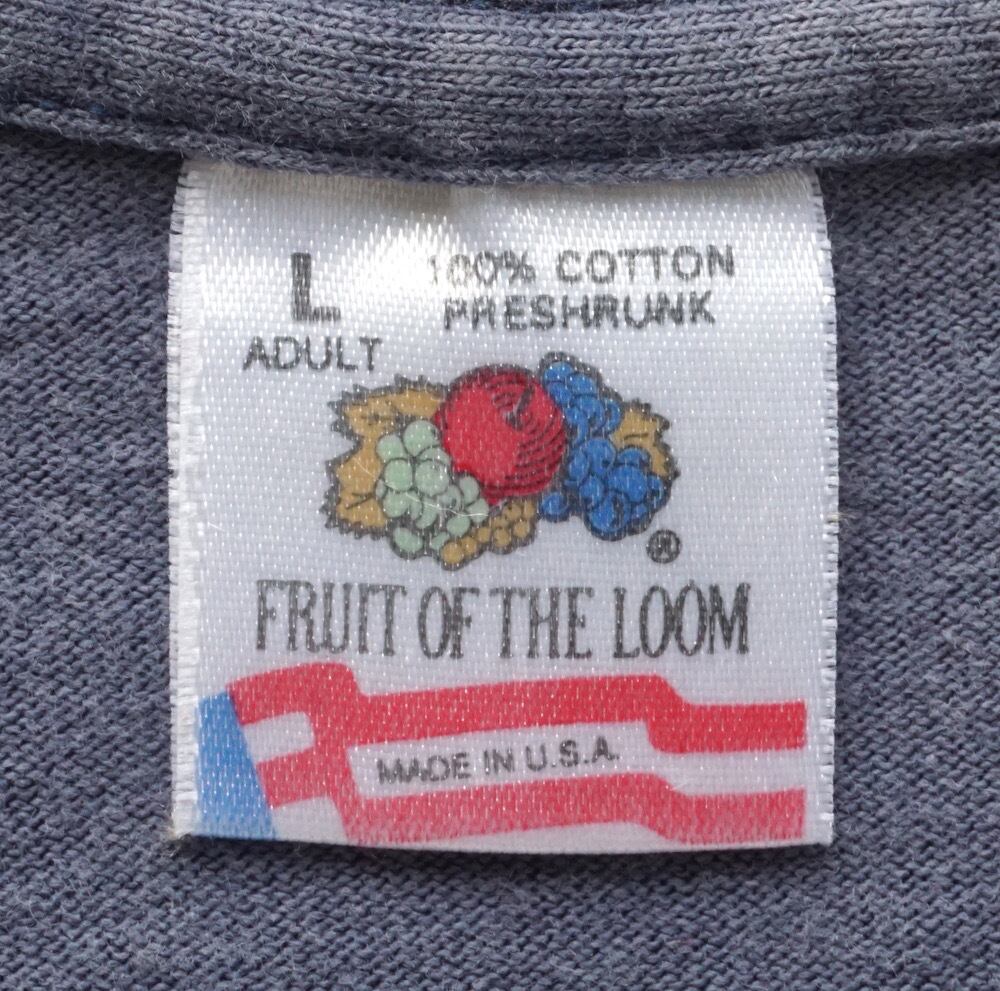 L
ADULT
100% COTTON
PRESHRUNK
®
FRUIT OF THE LOOM
MADE IN U.S.A.